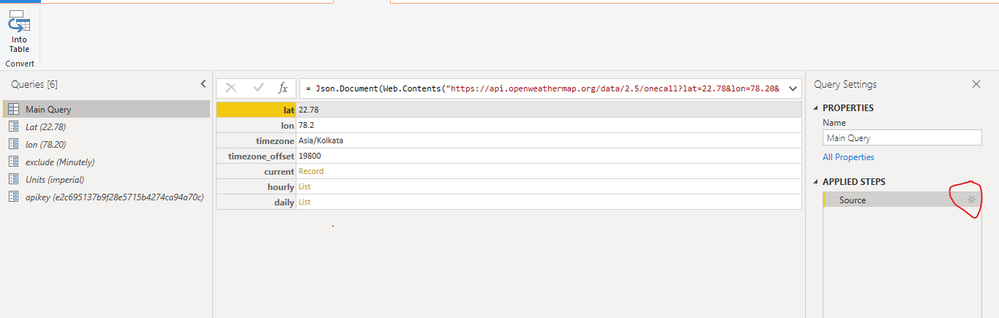 Into
Table
Convert
Queries [6]
Main Query
Lat (22.78)
lon (78.20)
exclude (Minutely)
Units (imperial)
apikey (e2c695137b9f28e5715b4274ca94a70c)
fx
= Json.Document(Web.Contents("https://api.openweathermap.org/data/2.5/onecall?lat=22.78&lon=78.20&
lat 22.78
lon 78.2
timezone Asia/Kolkata
timezone_offset 19800
current Record
hourly List
daily List
Query Settings
PROPERTIES
Name
Main Query
All Properties
APPLIED STEPS
Source